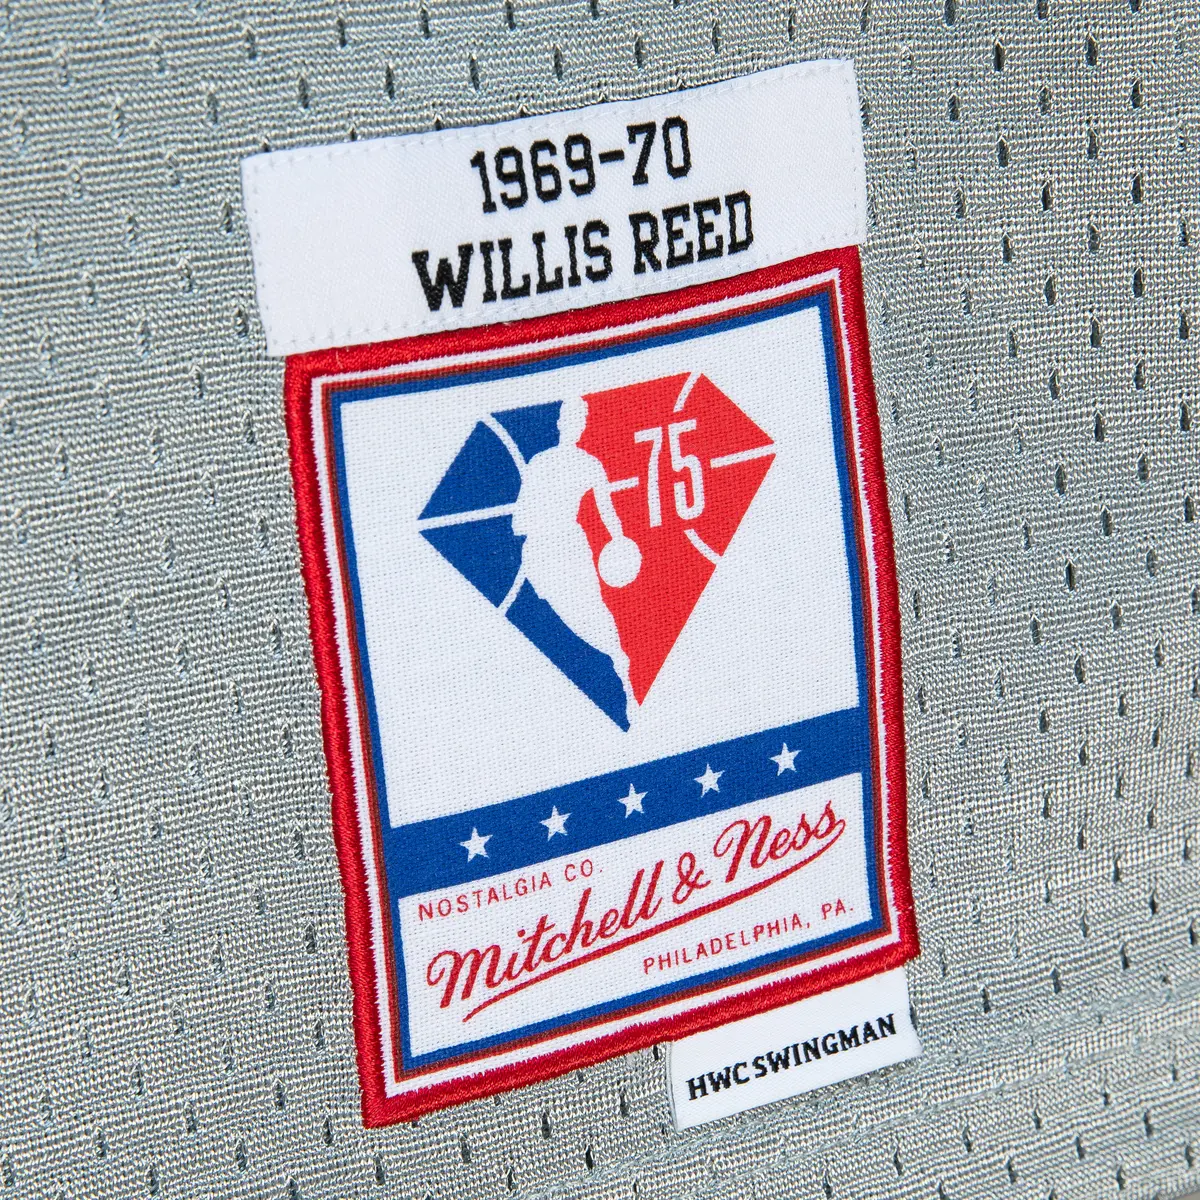 1969-70
WILLIS REED
75
NOSTALGIA CO.
Mitchell & Ness
PHILADELPHIA, PA.
HWC SWINGMAN